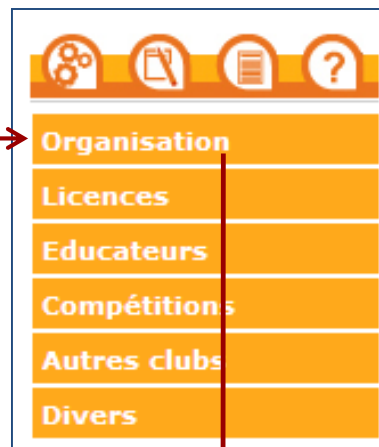 ?
Organisation
Licences
Educateurs
Compétitions
Autres clubs
Divers